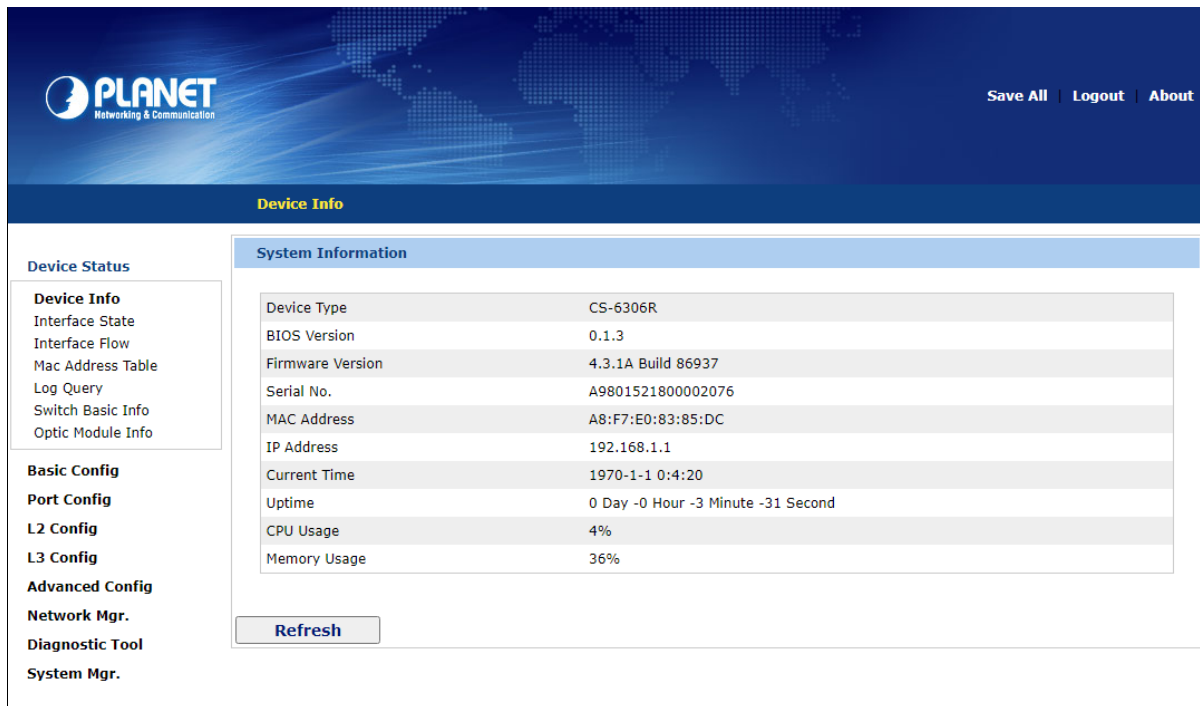 PLANET
Networking & Communication
Save All | Logout | About
Device Info
Device Status
Device Info
Interface State
Interface Flow
Mac Address Table
Log Query
Switch Basic Info
Optic Module Info
Basic Config
Port Config
L2 Config
L3 Config
Advanced Config
Network Mgr.
Diagnostic Tool
System Mgr.
System Information
Device Type CS-6306R
BIOS Version 0.1.3
Firmware Version 4.3.1A Build 86937
Serial No. A9801521800002076
MAC Address A8:F7:E0:83:85:DC
IP Address 192.168.1.1
Current Time 1970-1-1 0:4:20
Uptime 0 Day -0 Hour -3 Minute -31 Second
CPU Usage 4%
Memory Usage 36%
Refresh